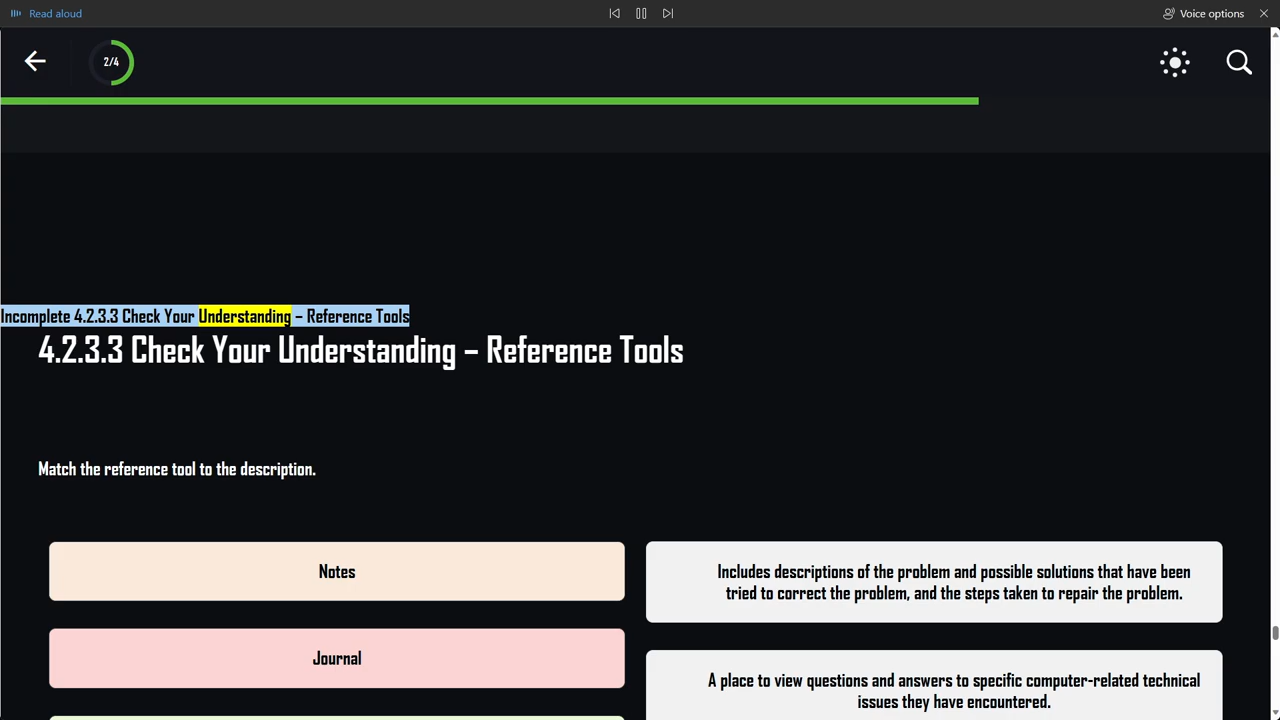 Read aloud
Voice options
2/4
Incomplete 4.2.3.3 Check Your Understanding – Reference Tools
4.2.3.3 Check Your Understanding – Reference Tools
Match the reference tool to the description.
Notes
Includes descriptions of the problem and possible solutions that have been
tried to correct the problem, and the steps taken to repair the problem.
Journal
A place to view questions and answers to specific computer-related technical
issues they have encountered.